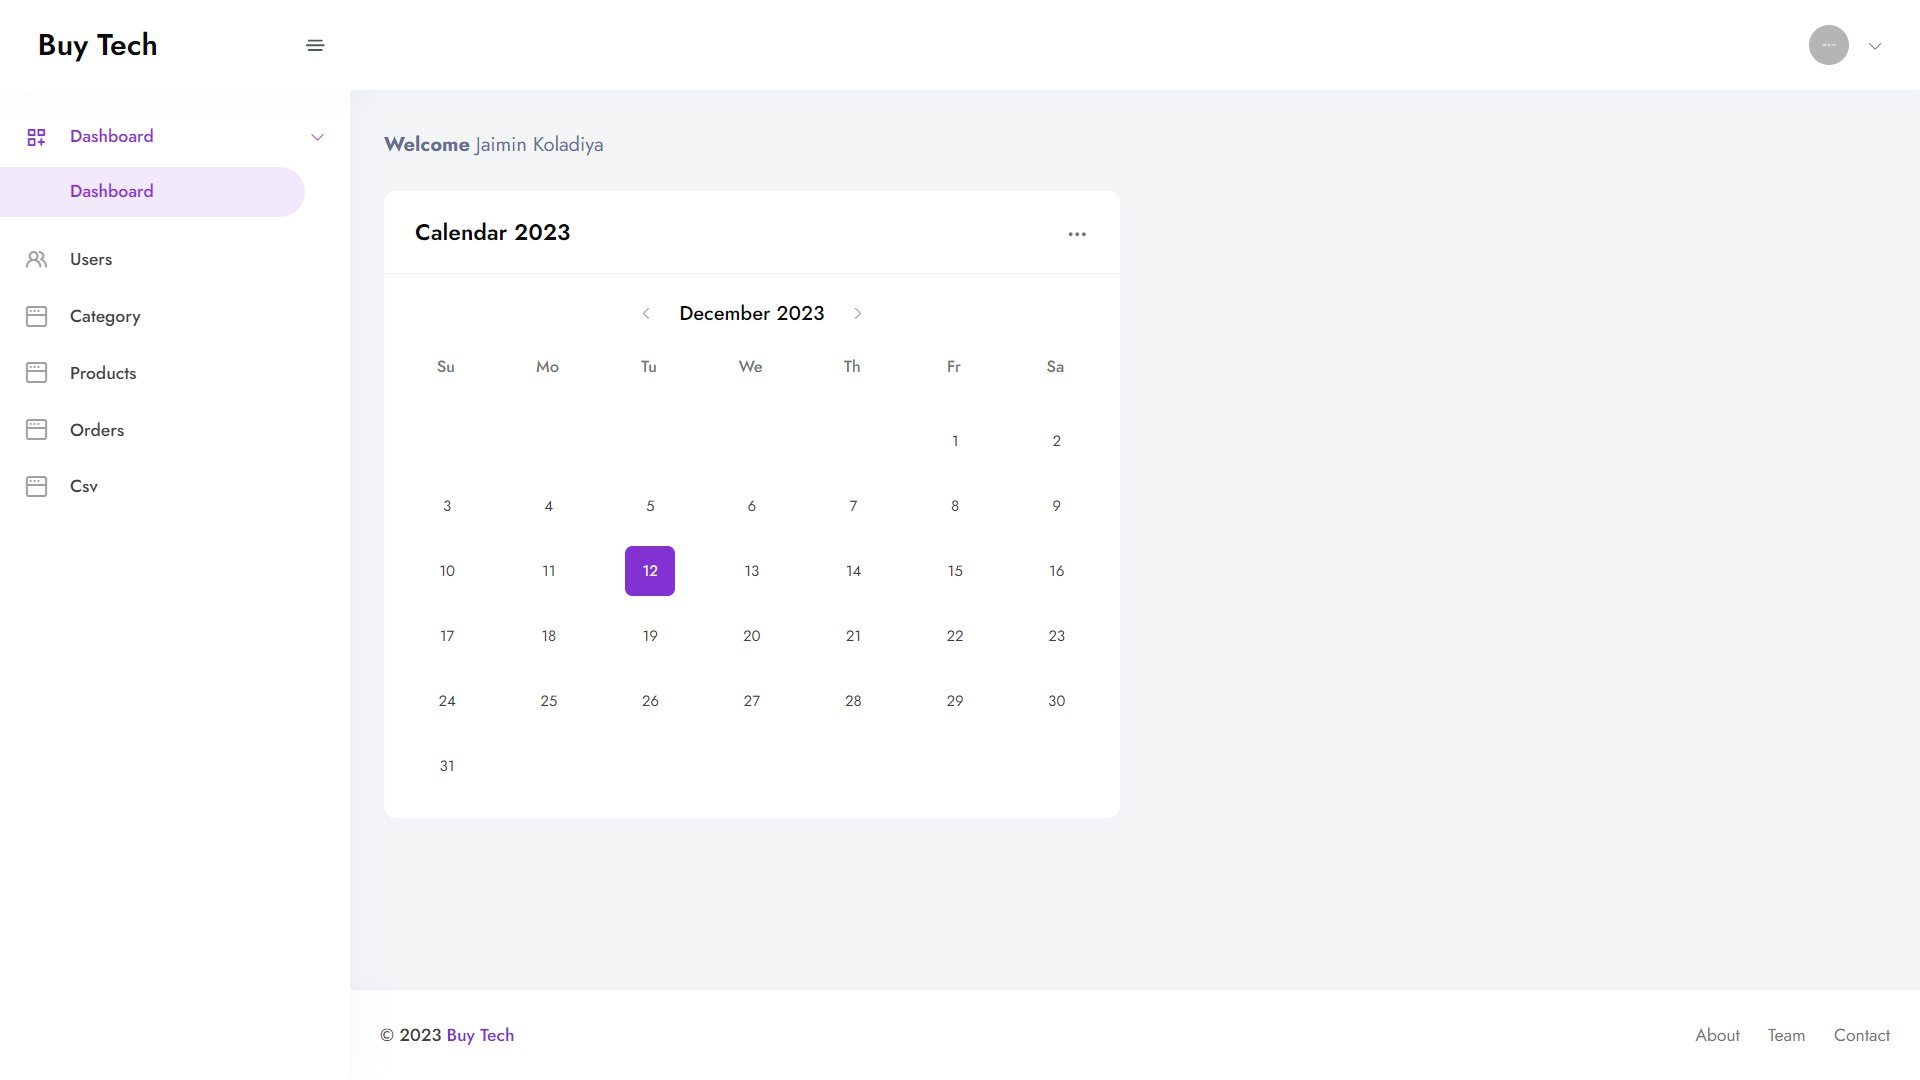 Buy Tech
Dashboard
Dashboard
Users
Category
Products
Orders
Csv
Welcome Jaimin Koladiya
Calendar 2023
December 2023
Su Mo Tu We Th Fr Sa
1 2
3 4 5 6 7 8 9
10 11 12 13 14 15 16
17 18 19 20 21 22 23
24 25 26 27 28 29 30
31
© 2023 Buy Tech
About Team Contact